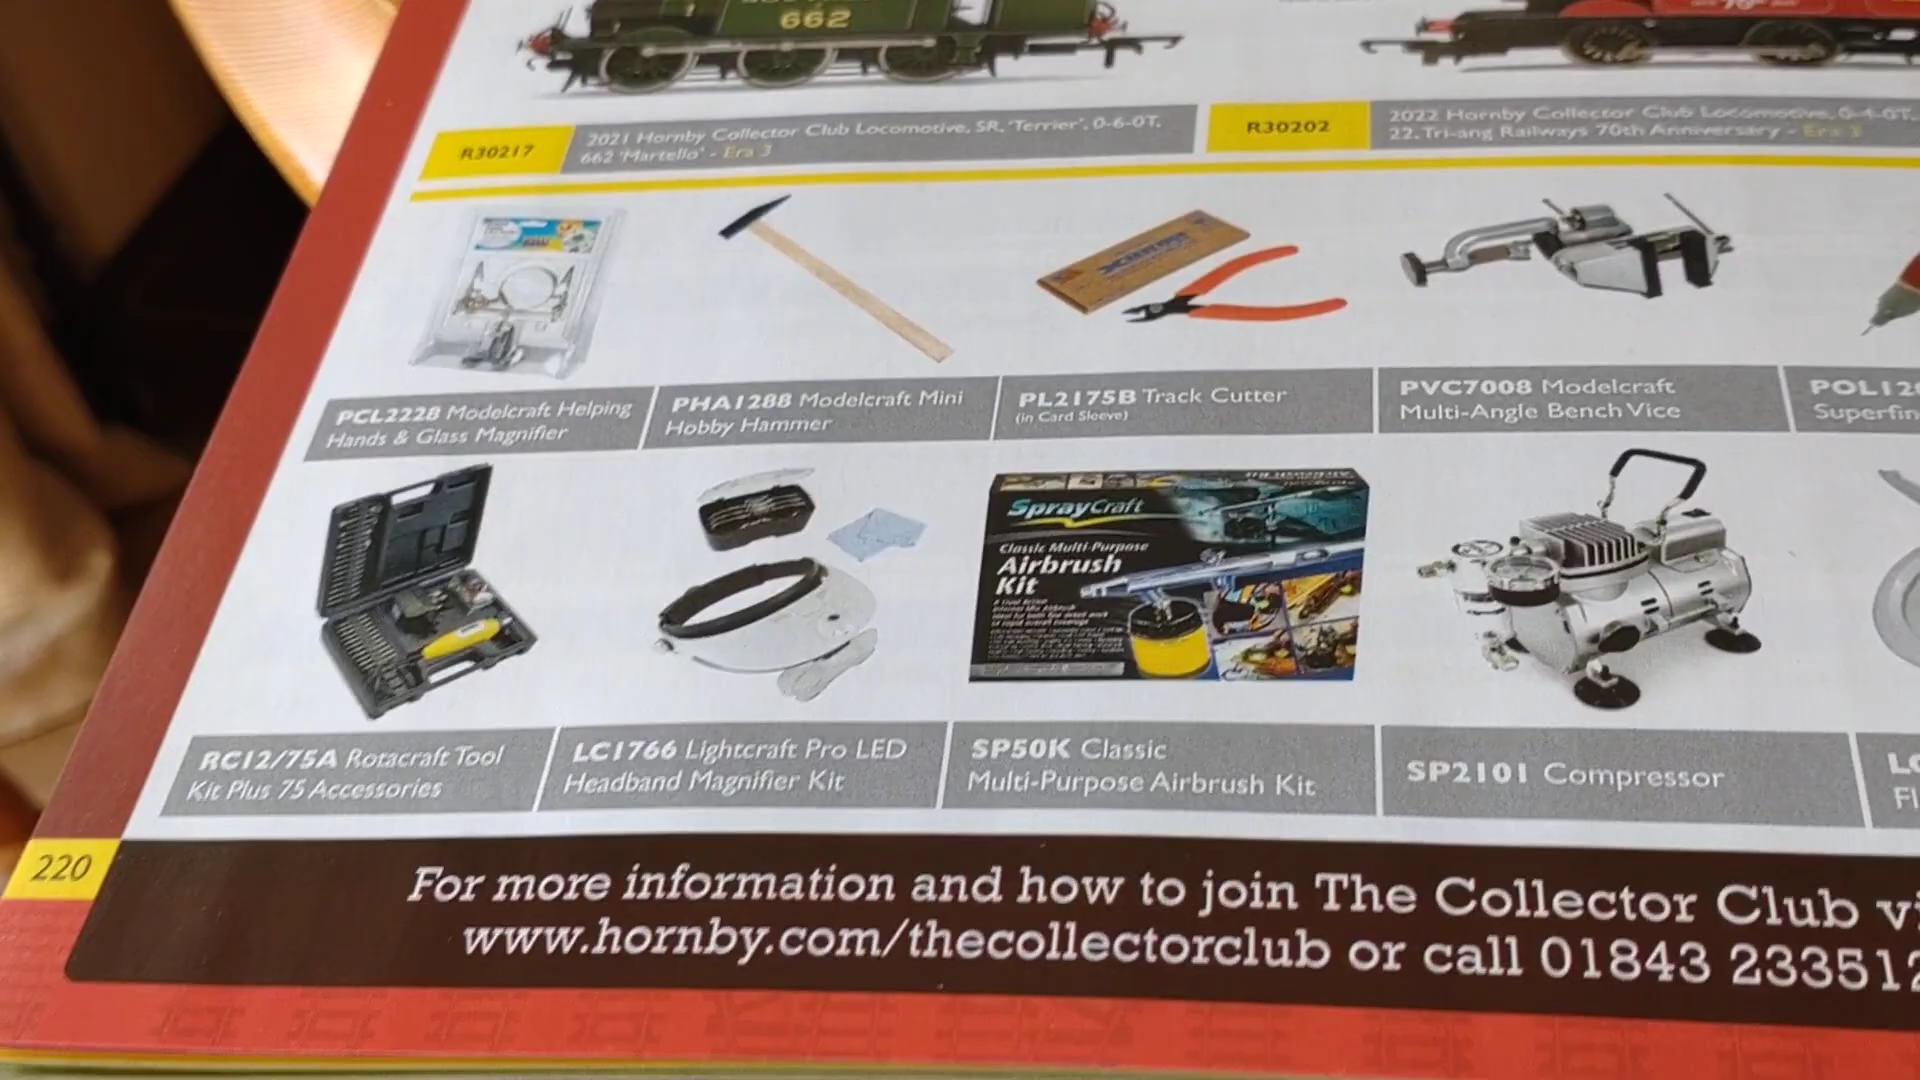 662
R30217
2021 Hornby Collector Club Locomotive, SR, 'Terrier', 0-6-0T,
662 'Martello' - Era 3
R30202
2022 Hornby Collector Club Locomotive, 0-4-0T,
22, Tri-ang Railways 70th Anniversary - Era 3
PCL2228 Modelcraft Helping
Hands & Glass Magnifier
PHA1288 Modelcraft Mini
Hobby Hammer
PL2175B Track Cutter
(in Card Sleeve)
PVC7008 Modelcraft
Multi-Angle Bench Vice
SprayCraft
Classic Multi-Purpose
Airbrush
Kit
RC12/75A Rotacraft Tool
Kit Plus 75 Accessories
LC1766 Lightcraft Pro LED
Headband Magnifier Kit
SP50K Classic
Multi-Purpose Airbrush Kit
SP2101 Compressor
220
For more information and how to join The Collector Club
www.hornby.com/thecollectorclub or call 01843 233512